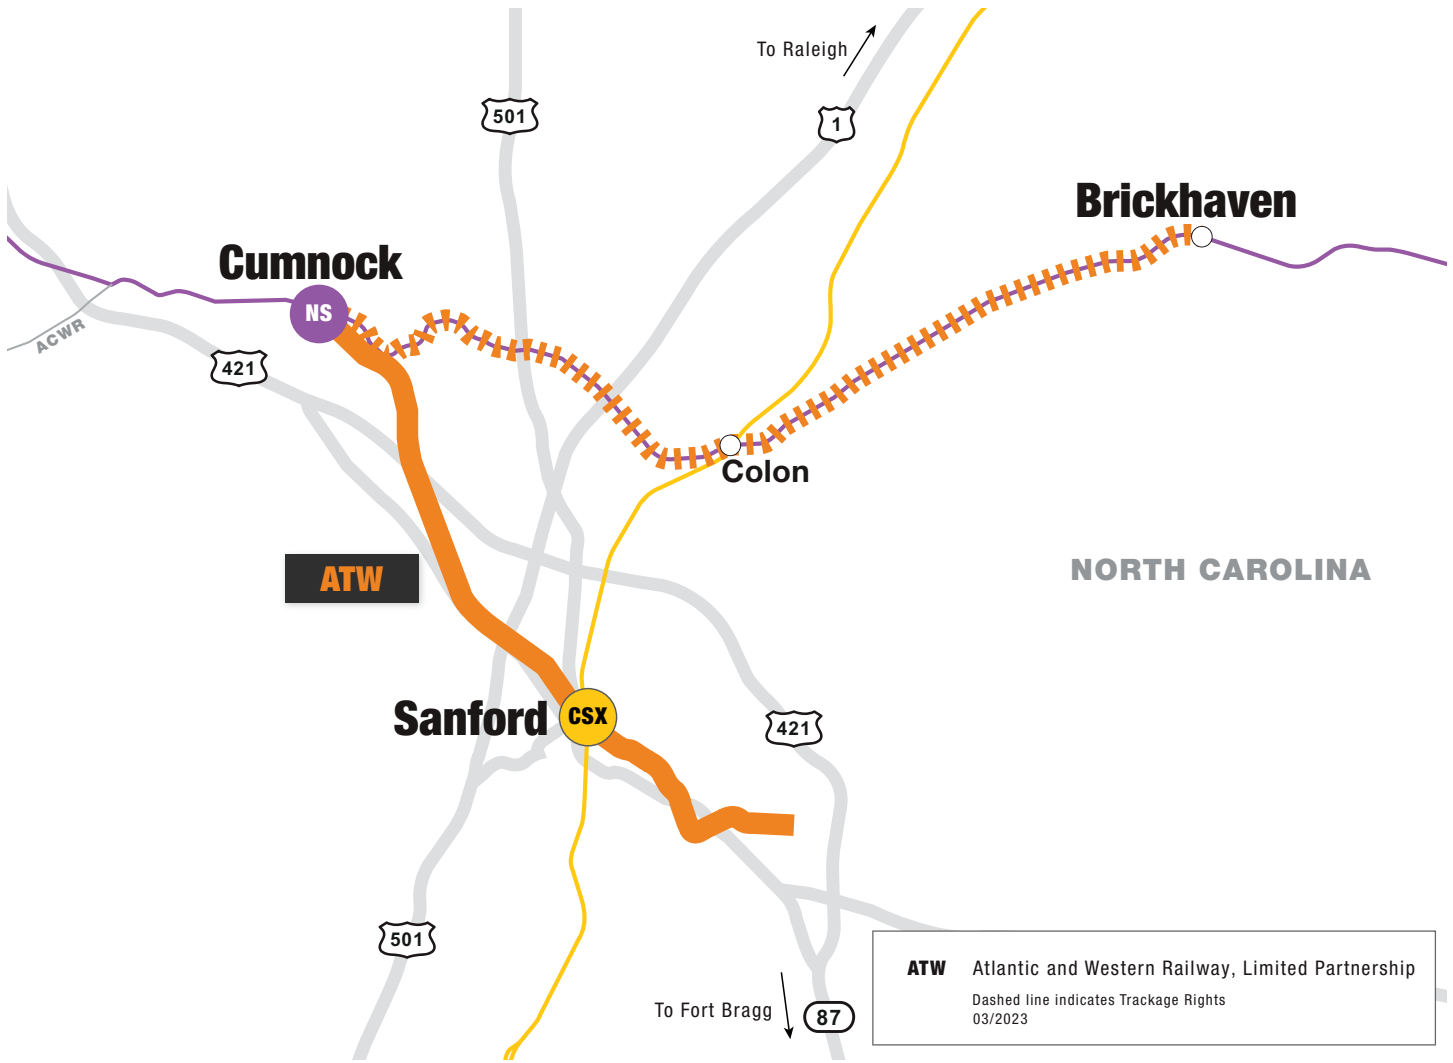 To Raleigh
501
1
Brickhaven
Cumnock
NS
ACWR
421
Colon
ATW
NORTH CAROLINA
Sanford
CSX
421
501
To Fort Bragg
87
ATW Atlantic and Western Railway, Limited Partnership
Dashed line indicates Trackage Rights
03/2023